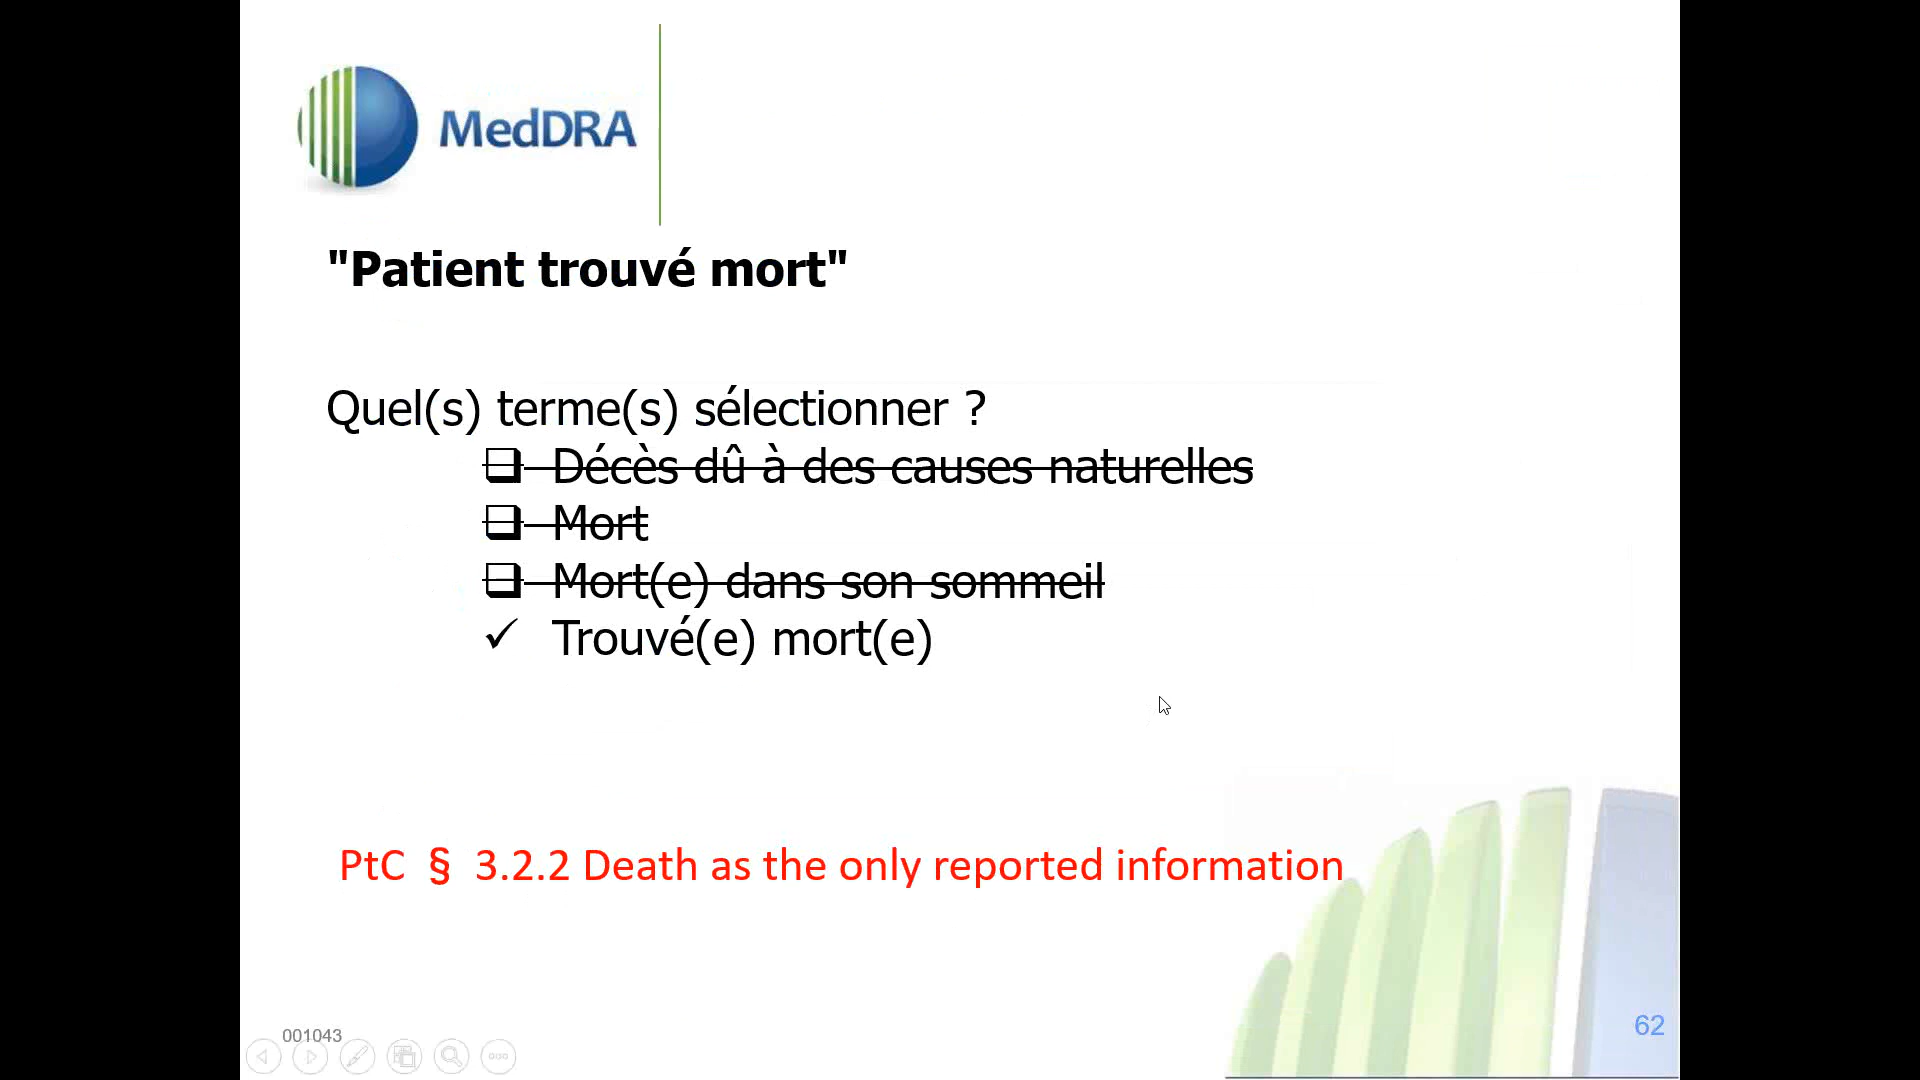 MedDRA
"Patient trouvé mort"
Quel(s) terme(s) sélectionner ?
Décès dû à des causes naturelles
Mort
Mort(e) dans son sommeil
Trouvé(e) mort(e)
PtC § 3.2.2 Death as the only reported information
001043
62